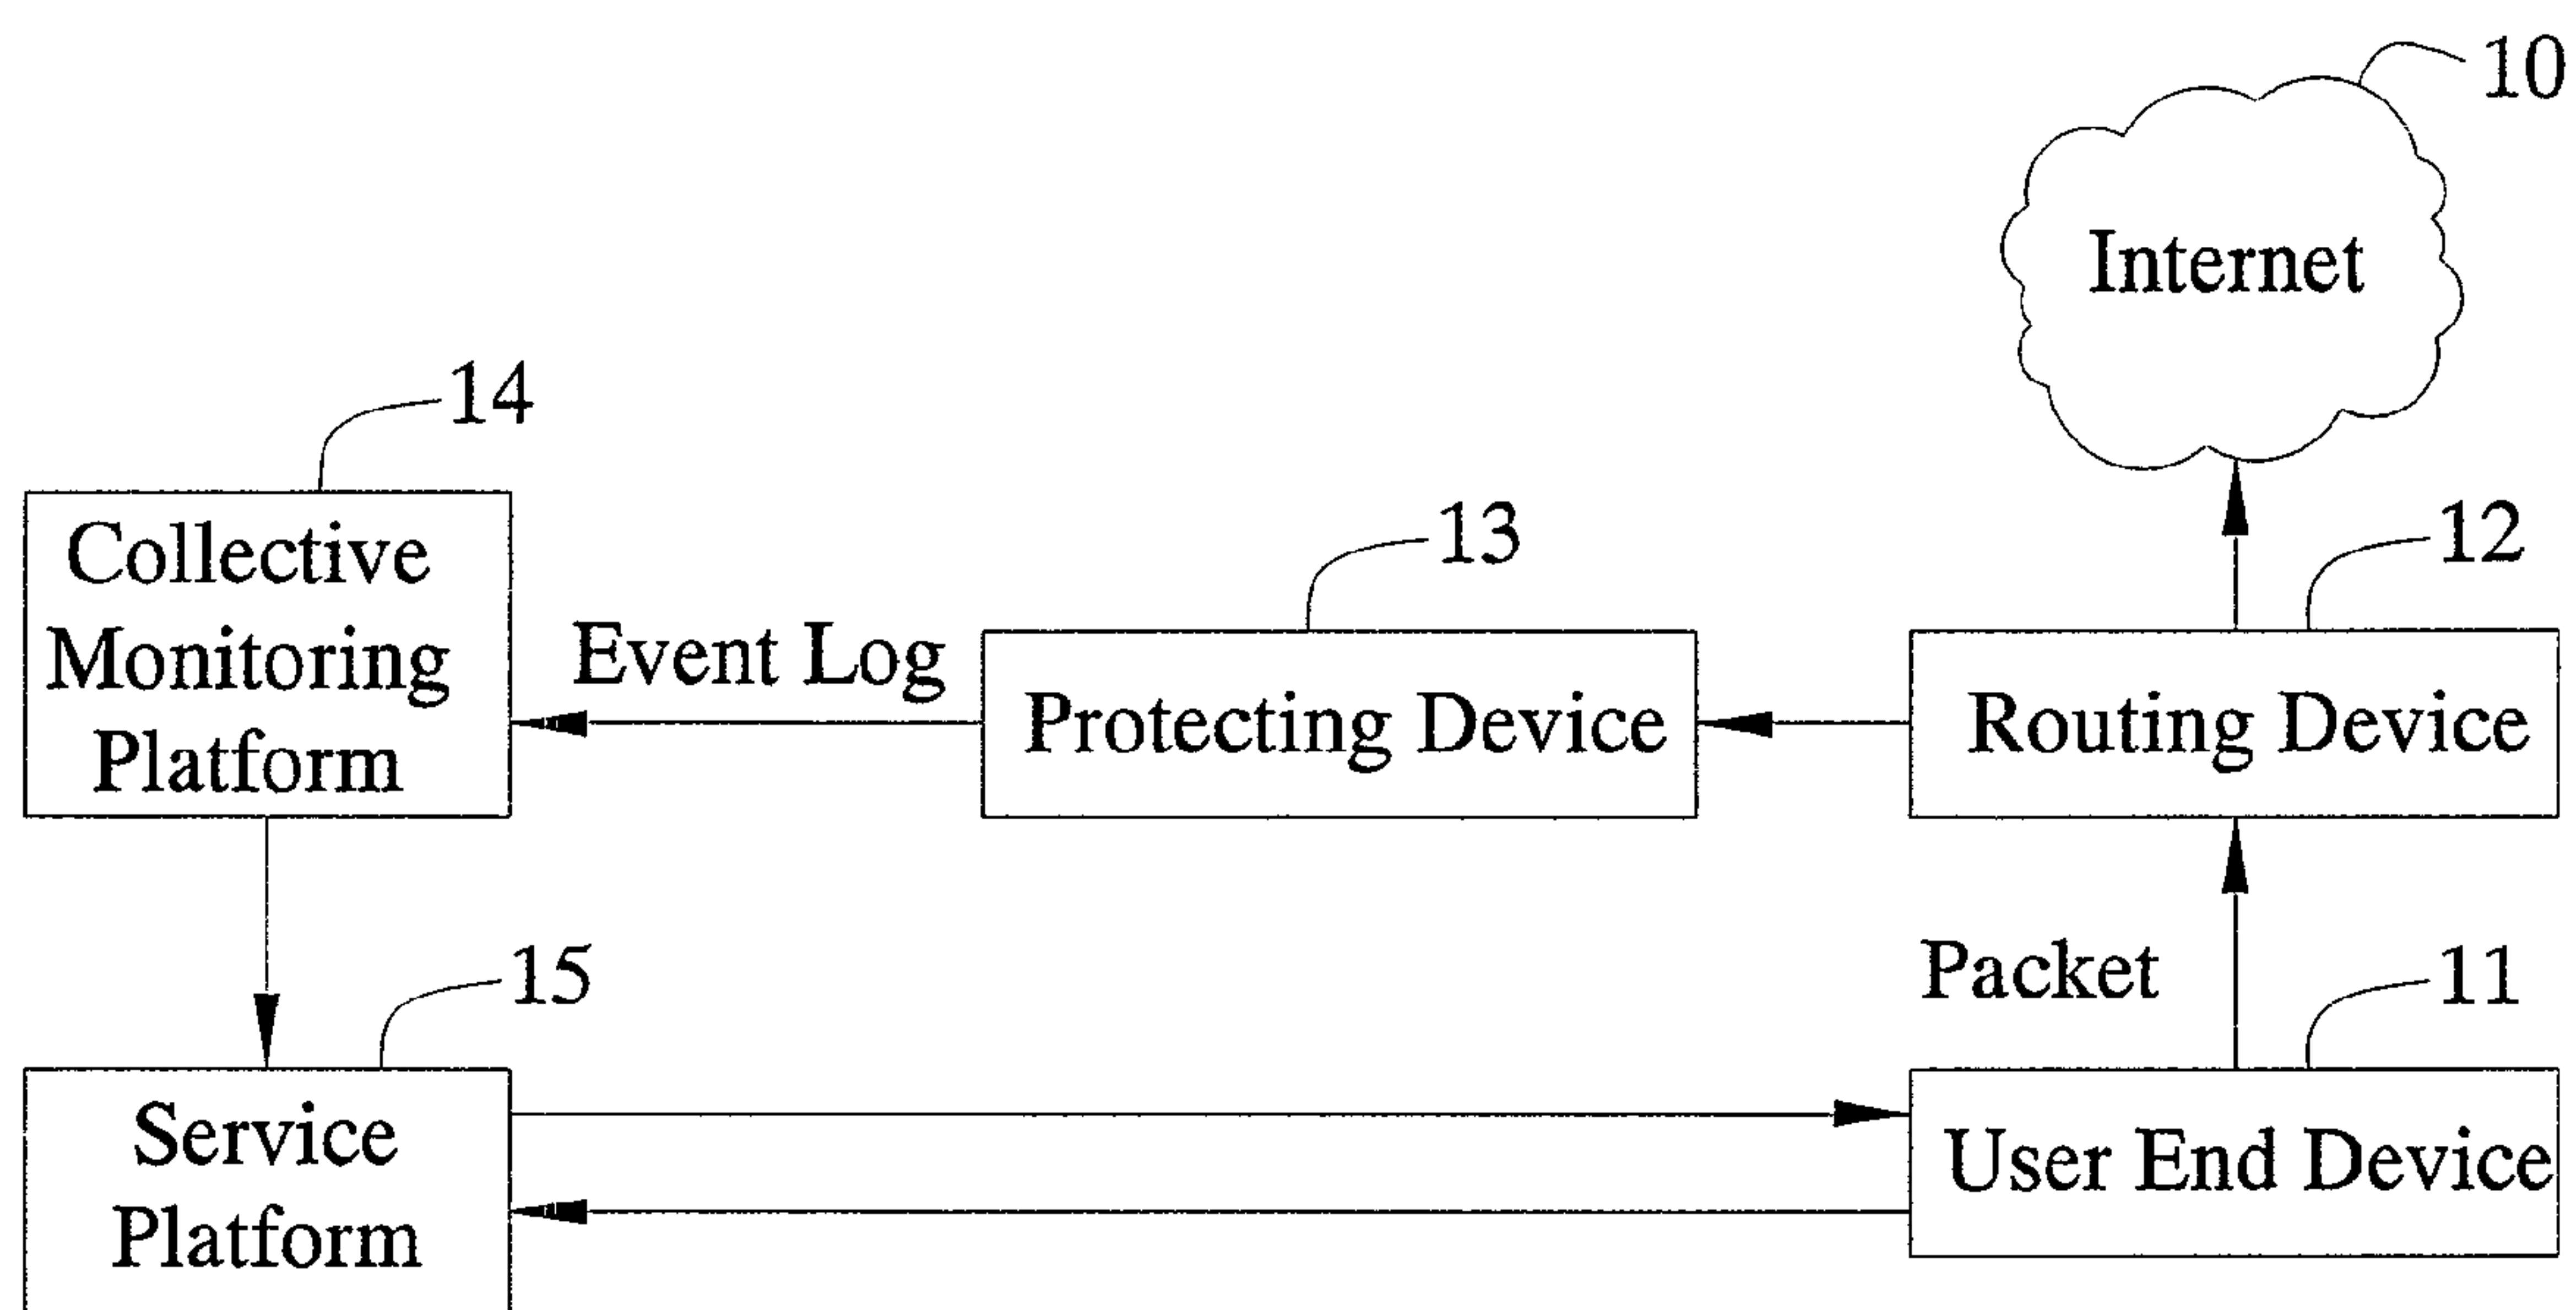 10
Internet
14
Collective
Monitoring
Platform
Event Log
13
Protecting Device
12
Routing Device
Packet
15
Service
Platform
11
User End Device